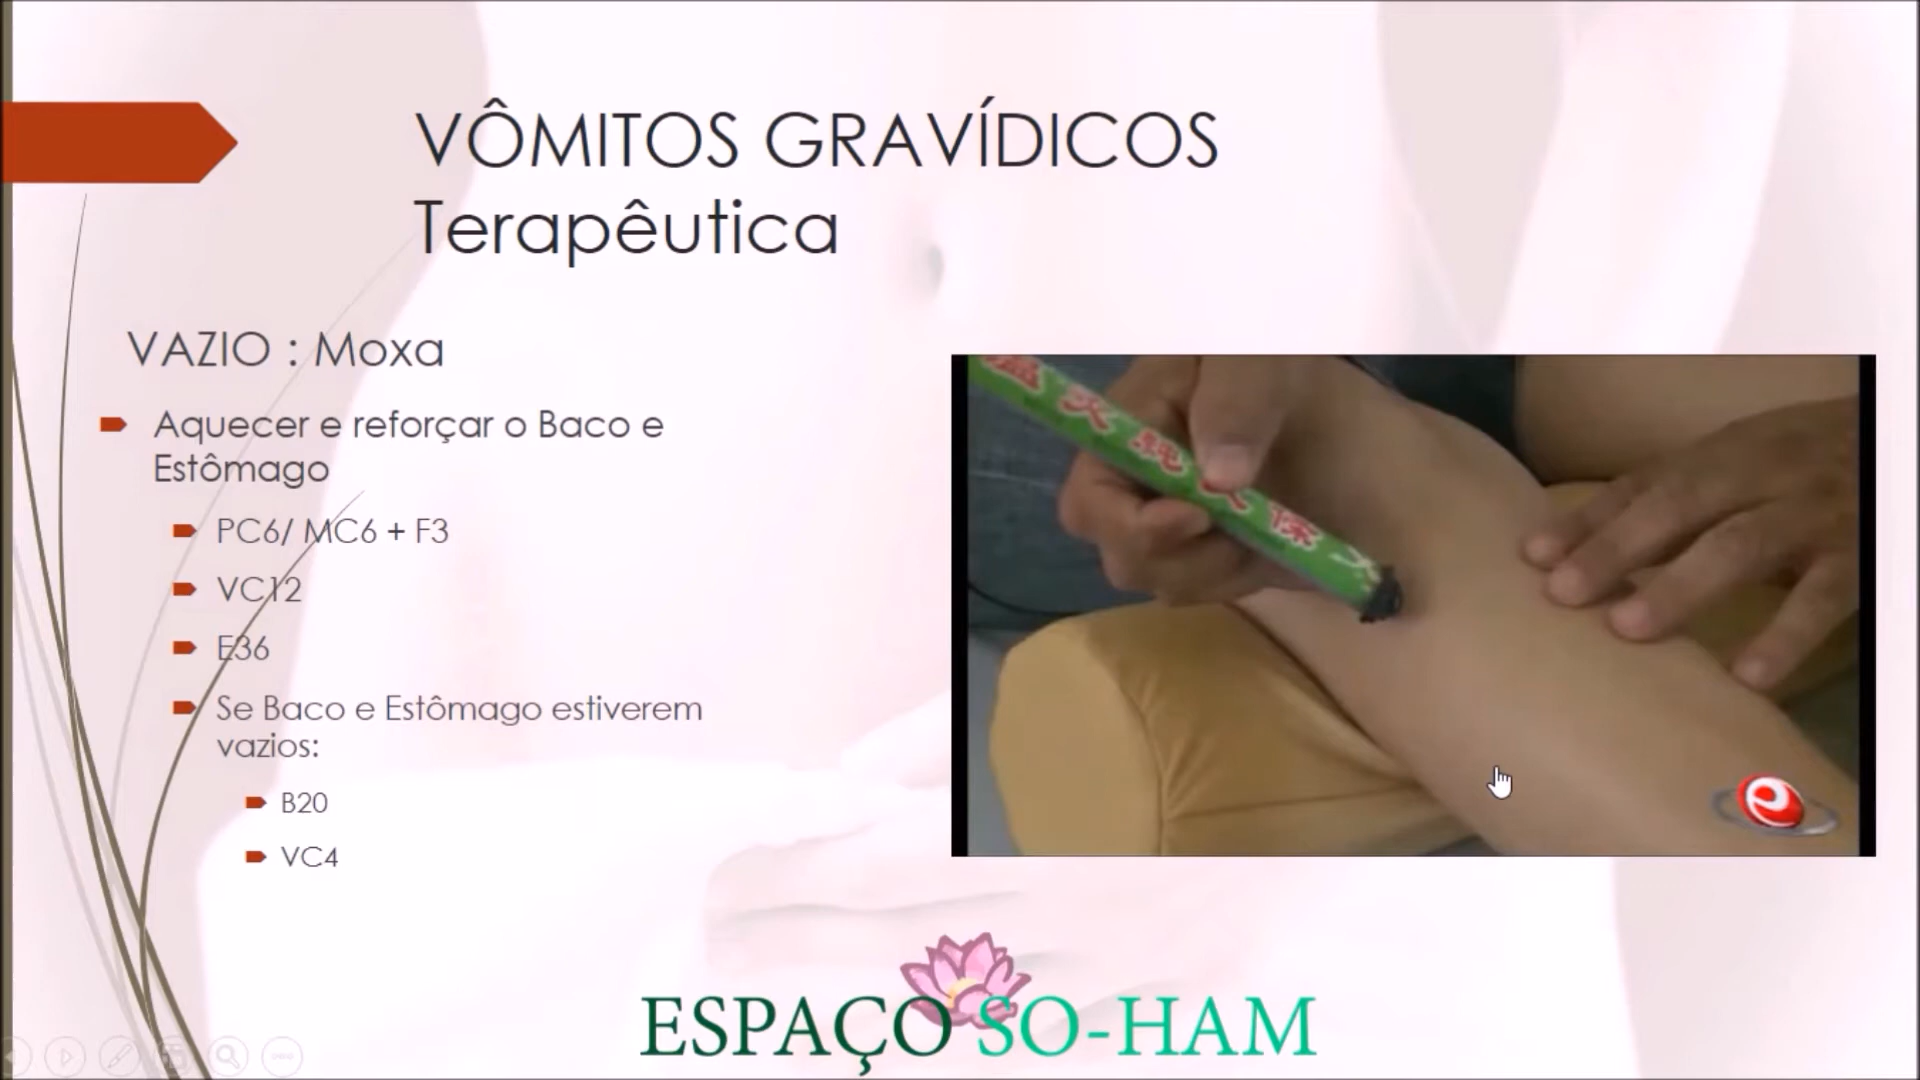 VÔMITOS GRAVÍDICOS
Terapêutica
VAZIO : Moxa
Aquecer e reforçar o Baco e
Estômago
PC6/ MC6 + F3
VC12
E36
Se Baco e Estômago estiverem
vazios:
B20
VC4
ESPAÇO SO-HAM